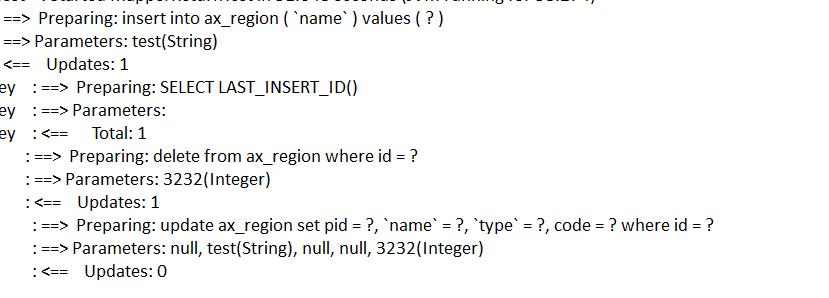 ==> Preparing: insert into ax_region ( `name` ) values ( ? )
==> Parameters: test(String)
<== Updates: 1
ey : ==> Preparing: SELECT LAST_INSERT_ID()
ey : ==> Parameters:
ey : <== Total: 1
: ==> Preparing: delete from ax_region where id = ?
: ==> Parameters: 3232(Integer)
: <== Updates: 1
: ==> Preparing: update ax_region set pid = ?, `name` = ?, `type` = ?, code = ? where id = ?
: ==> Parameters: null, test(String), null, null, 3232(Integer)
: <== Updates: 0